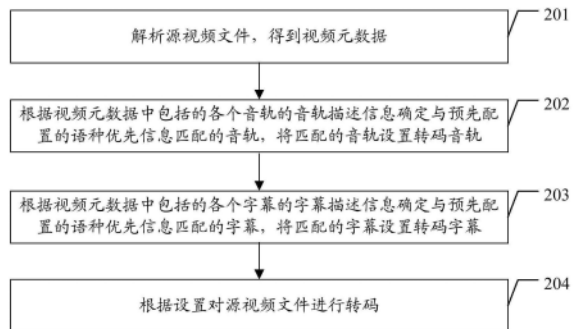 解析源视频文件，得到视频元数据
201
根据视频元数据中包括的各个音轨的音轨描述信息确定与预先配
置的语种优先信息匹配的音轨，将匹配的音轨设置转码音轨
202
根据视频元数据中包括的各个字幕的字幕描述信息确定与预先配
置的语种优先信息匹配的字幕，将匹配的字幕设置转码字幕
203
根据设置对源视频文件进行转码
204